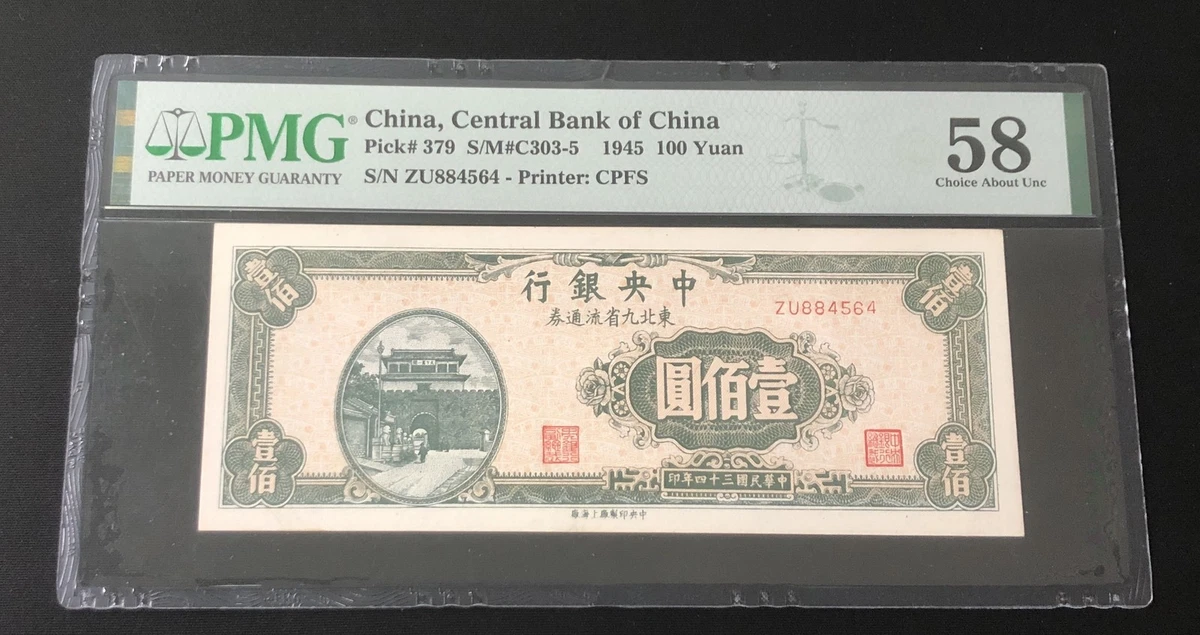 PMG®
PAPER MONEY GUARANTY
China, Central Bank of China
Pick# 379 S/M#C303-5 1945 100 Yuan
S/N ZU884564 - Printer: CPFS
58
Choice About Unc
行銀央中
券通流省九北東
ZU884564
圓佰壹
壹佰
壹佰
壹佰
壹佰
印年四十三國民華中
廠海上廠製印央中